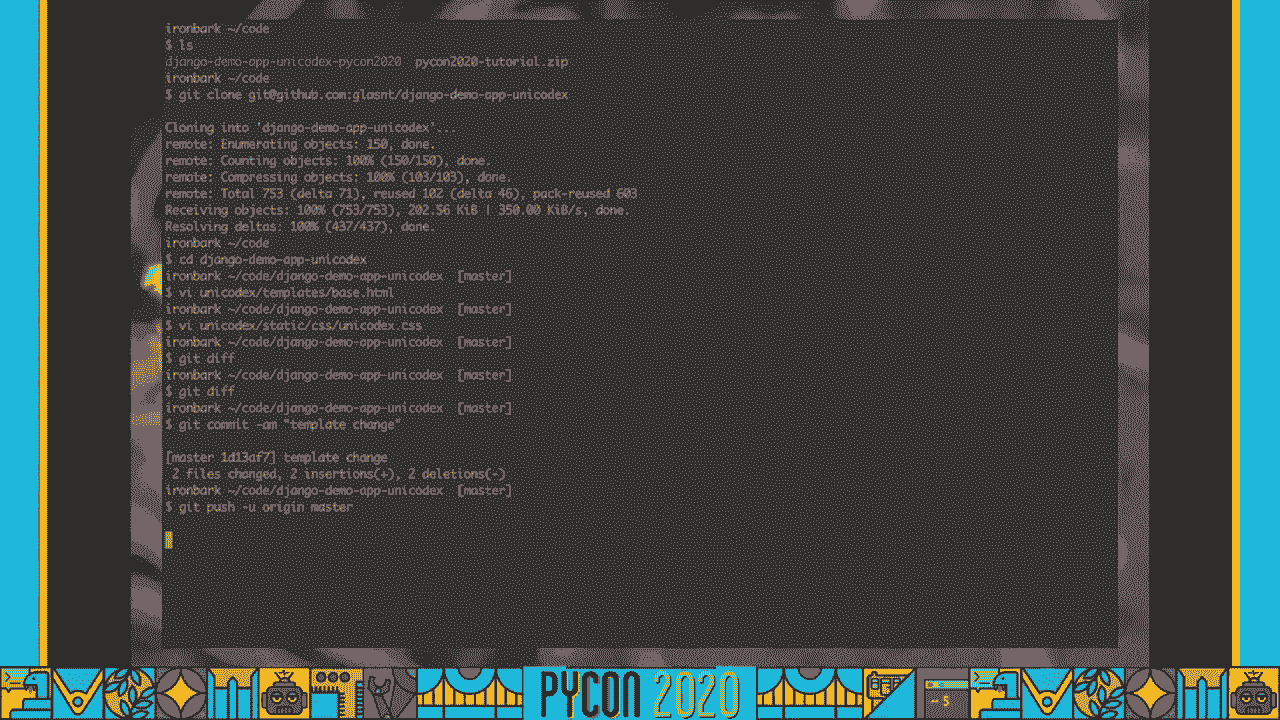 ironbark ~/code
$ ls
django-demo-app-unicodex-pycon2020  pycon2020-tutorial.zip
ironbark ~/code
$ git clone git@github.com:glasnt/django-demo-app-unicodex
Cloning into 'django-demo-app-unicodex'...
remote: Enumerating objects: 150, done.
remote: Counting objects: 100% (150/150), done.
remote: Compressing objects: 100% (103/103), done.
remote: Total 753 (delta 71), reused 102 (delta 46), pack-reused 603
Receiving objects: 100% (753/753), 202.56 KiB | 350.00 KiB/s, done.
Resolving deltas: 100% (437/437), done.
ironbark ~/code
$ cd django-demo-app-unicodex
ironbark ~/code/django-demo-app-unicodex  [master]
$ vi unicodex/templates/base.html
ironbark ~/code/django-demo-app-unicodex  [master]
$ vi unicodex/static/css/unicodex.css
ironbark ~/code/django-demo-app-unicodex  [master]
$ git diff
ironbark ~/code/django-demo-app-unicodex  [master]
$ git diff
ironbark ~/code/django-demo-app-unicodex  [master]
$ git commit -am "template change"
[master 1d13af7] template change
 2 files changed, 2 insertions(+), 2 deletions(-)
ironbark ~/code/django-demo-app-unicodex  [master]
$ git push -u origin master
PYCON 2020
~ $